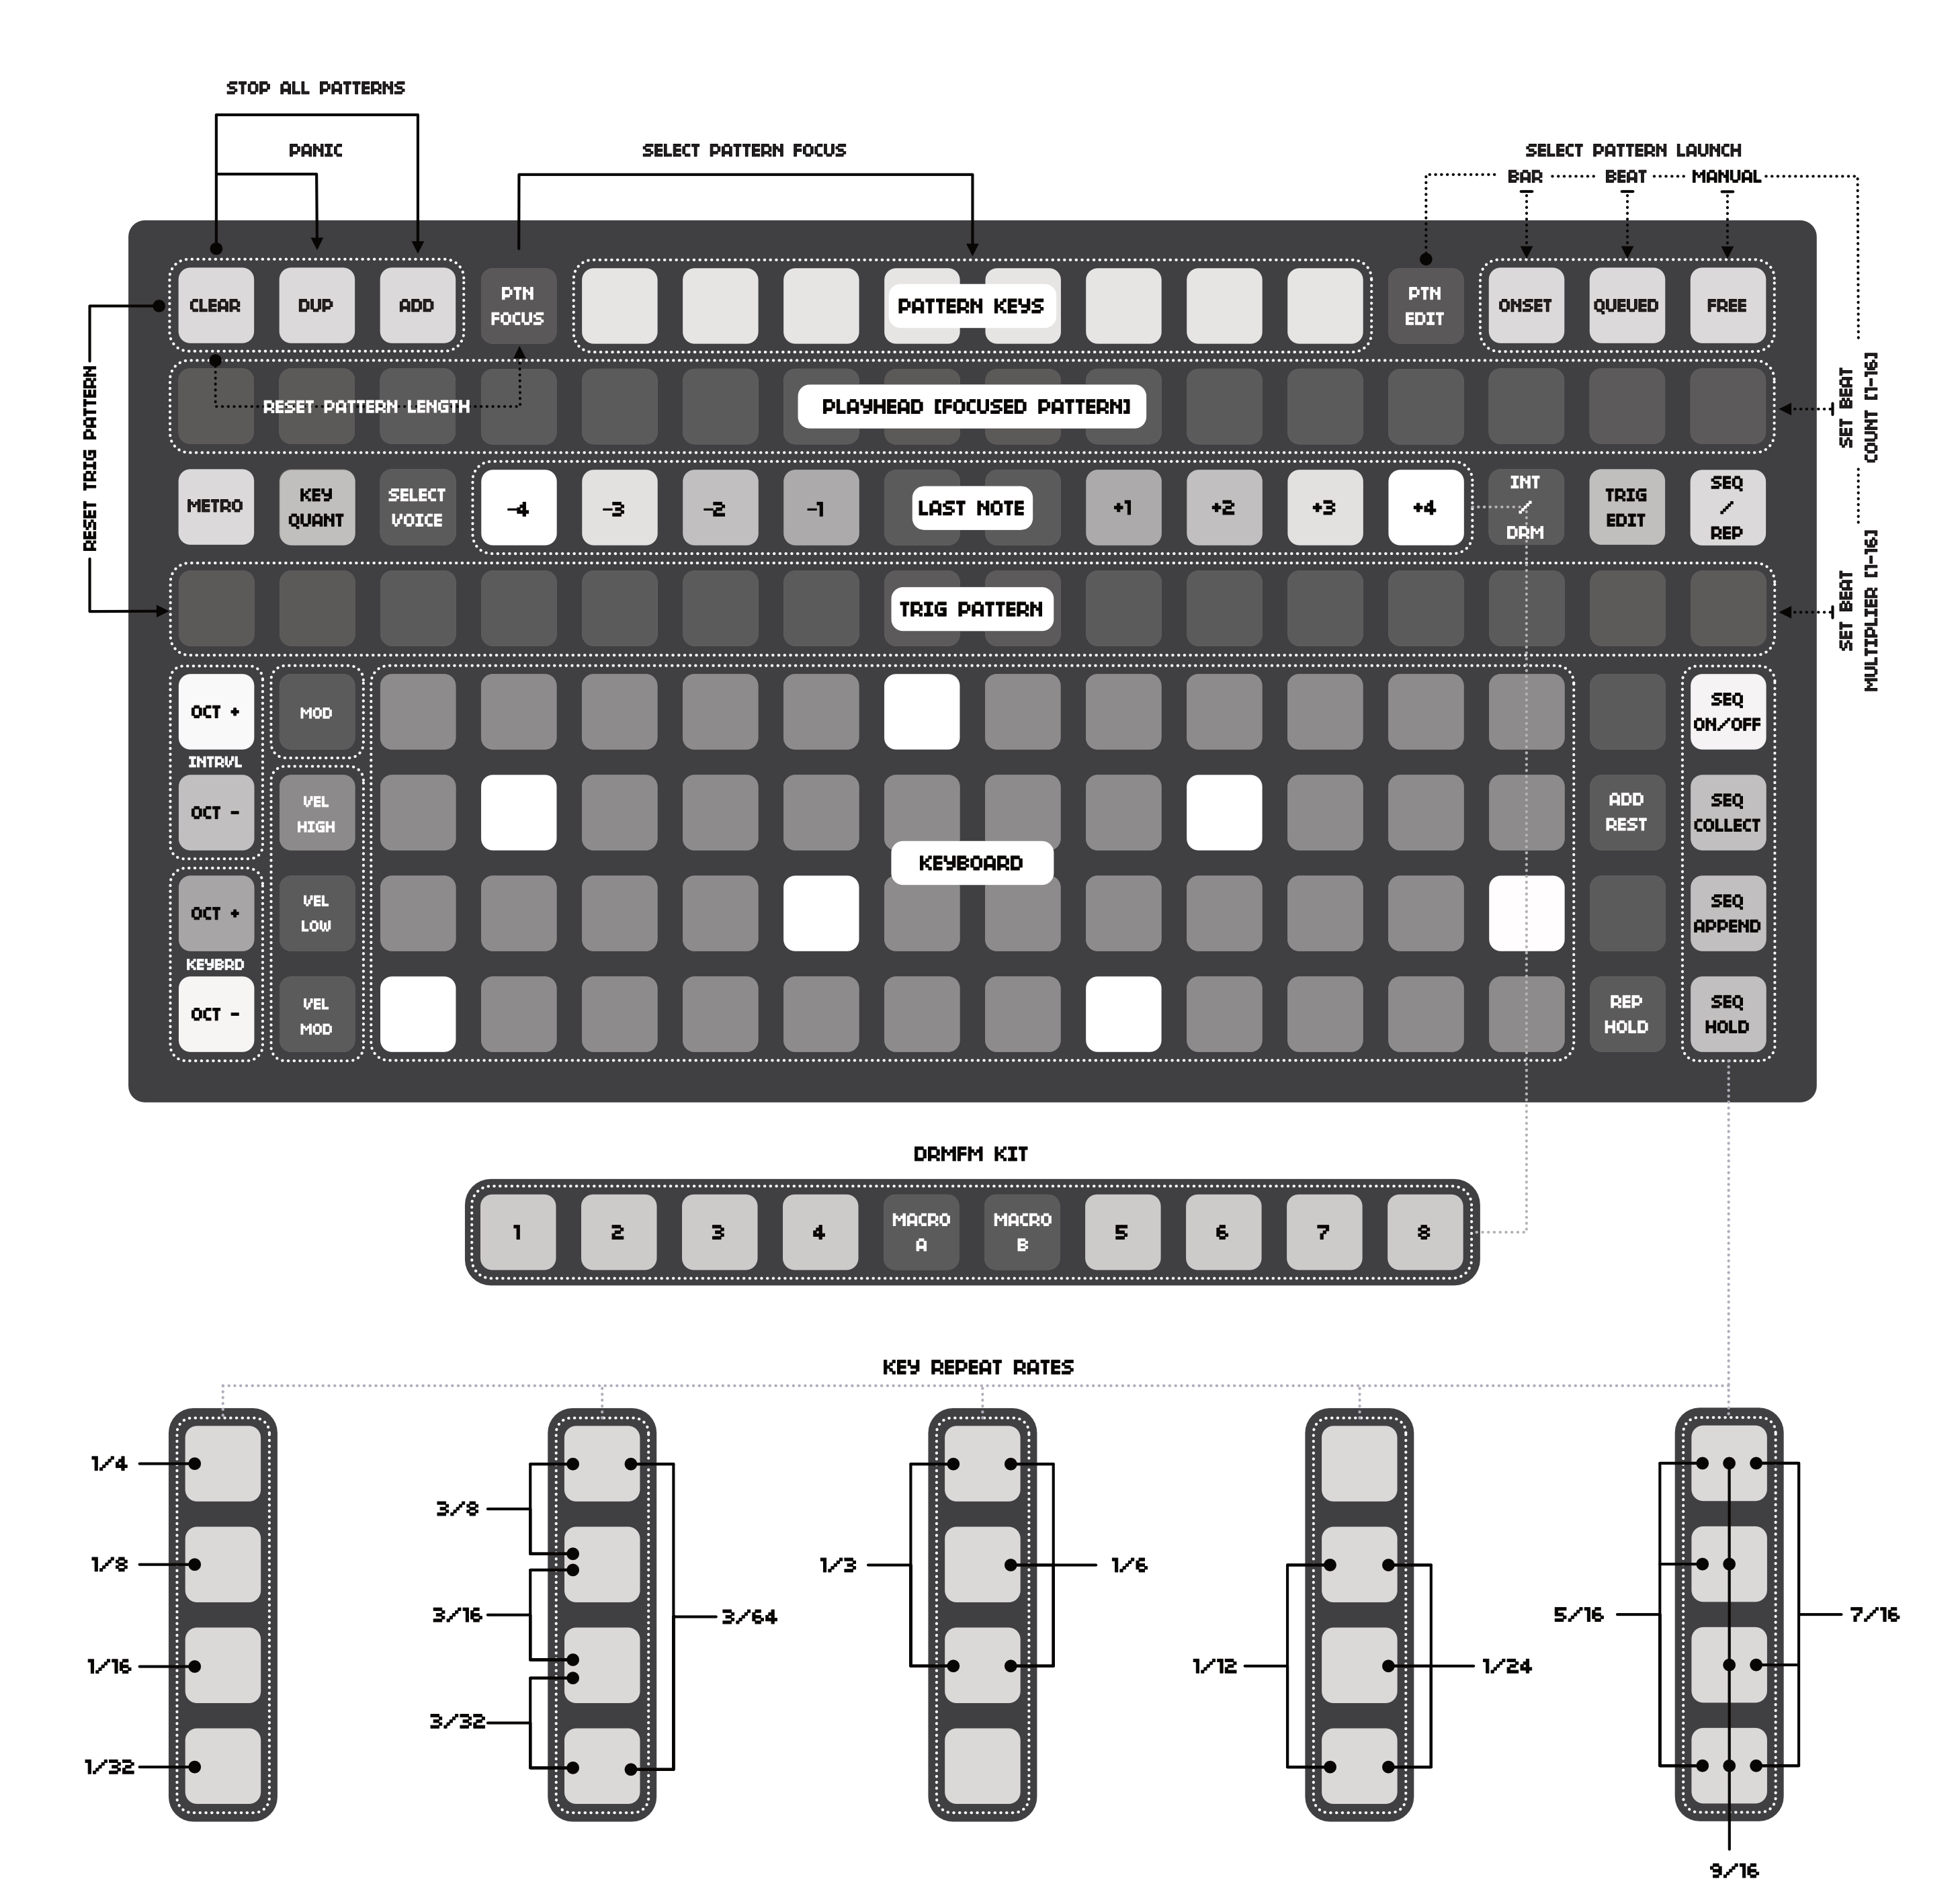 STOP ALL PATTERNS
PANIC
SELECT PATTERN FOCUS
SELECT PATTERN LAUNCH
BAR
BEAT
MANUAL
CLEAR
DUP
ADD
PTN
FOCUS
PATTERN KEYS
PTN
EDIT
ONSET
QUEUED
FREE
RESET TRIG PATTERN
RESET PATTERN LENGTH
PLAYHEAD [FOCUSED PATTERN]
SET BEAT
COUNT [1-16]
METRO
KEY
QUANT
SELECT
VOICE
-4
-3
-2
-1
LAST NOTE
+1
+2
+3
+4
INT
/
DRM
TRIG
EDIT
SEQ
/
REP
TRIG PATTERN
SET BEAT
MULTIPLIER [1-16]
OCT +
MOD
SEQ
ON/OFF
INTRVL
OCT -
VEL
HIGH
ADD
REST
SEQ
COLLECT
KEYBOARD
OCT +
VEL
LOW
SEQ
APPEND
KEYBRD
OCT -
VEL
MOD
REP
HOLD
SEQ
HOLD
DRMFM KIT
1
2
3
4
MACRO
A
MACRO
B
5
6
7
8
KEY REPEAT RATES
1/4
1/8
1/16
1/32
3/8
3/16
3/32
3/64
1/3
1/6
1/12
1/24
5/16
7/16
9/16